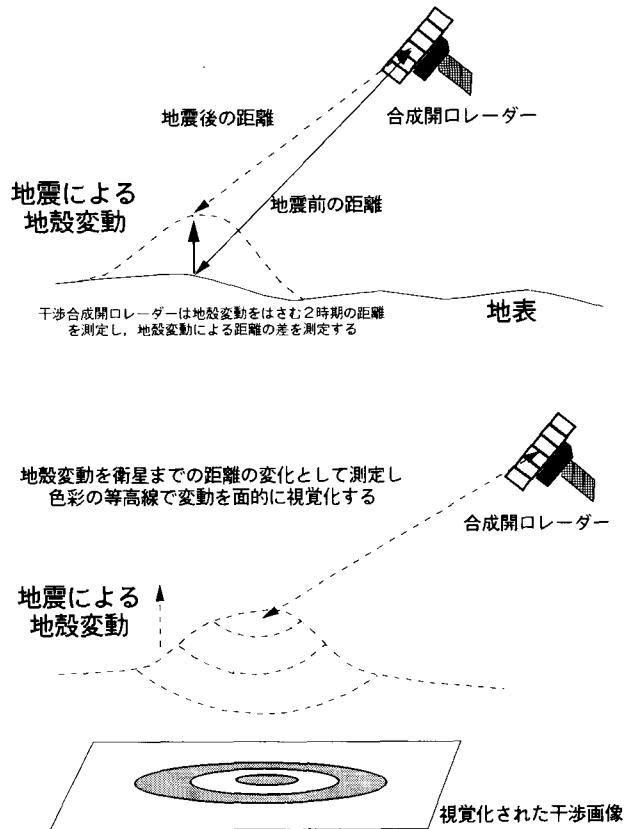 地震後の距離
合成開口レーダー
地震による
地殻変動
地震前の距離
干渉合成開口レーダーは地殻変動をはさむ２時期の距離
を測定し，地殻変動による距離の差を測定する
地表
地殻変動を衛星までの距離の変化として測定し
色彩の等高線で変動を面的に視覚化する
合成開口レーダー
地震による
地殻変動
視覚化された干渉画像